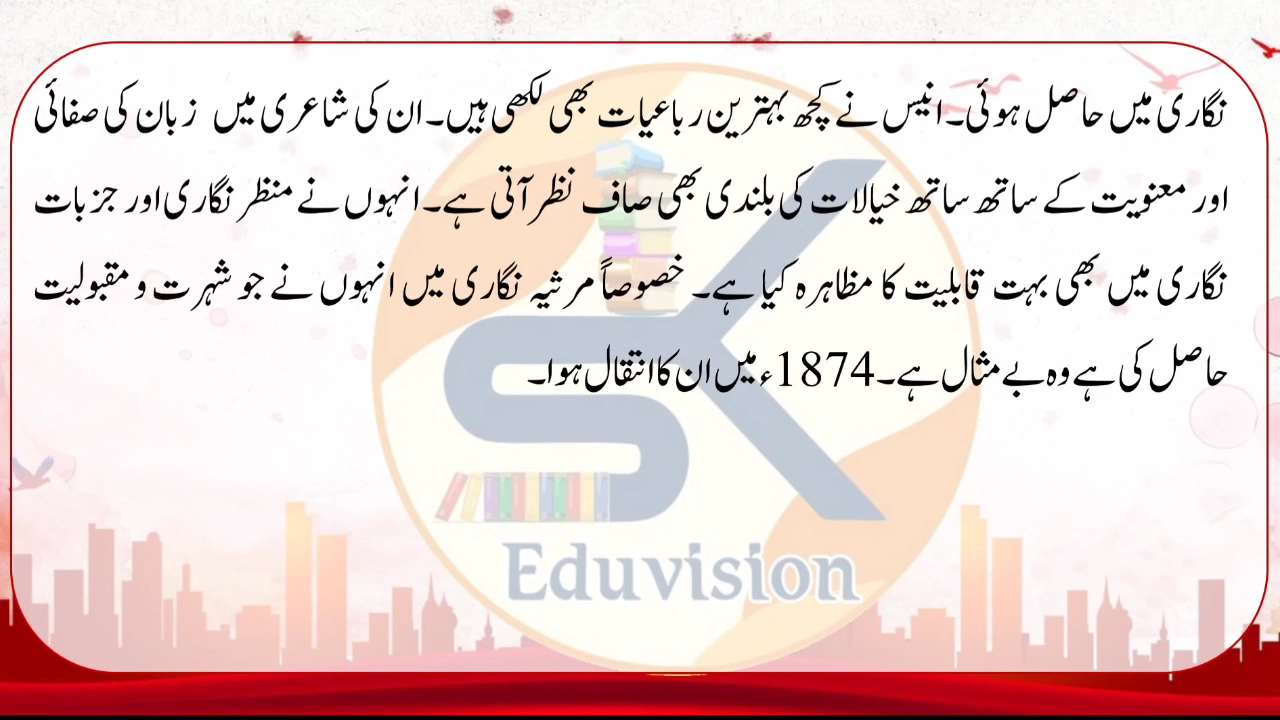 نگاری میں حاصل ہوئی۔ انیس نے کچھ بہترین رباعیات بھی لکھی ہیں۔ ان کی شاعری میں زبان کی صفائی
اور معنویت کے ساتھ ساتھ خیالات کی بلندی بھی صاف نظر آتی ہے۔ انہوں نے منظر نگاری اور جزبات
نگاری میں بھی بہت قابلیت کا مظاہرہ کیا ہے۔ خصوصاً مرثیہ نگاری میں انہوں نے جو شہرت و مقبولیت
حاصل کی ہے وہ بے مثال ہے۔ 1874ء میں ان کا انتقال ہوا۔
SK
Eduvision